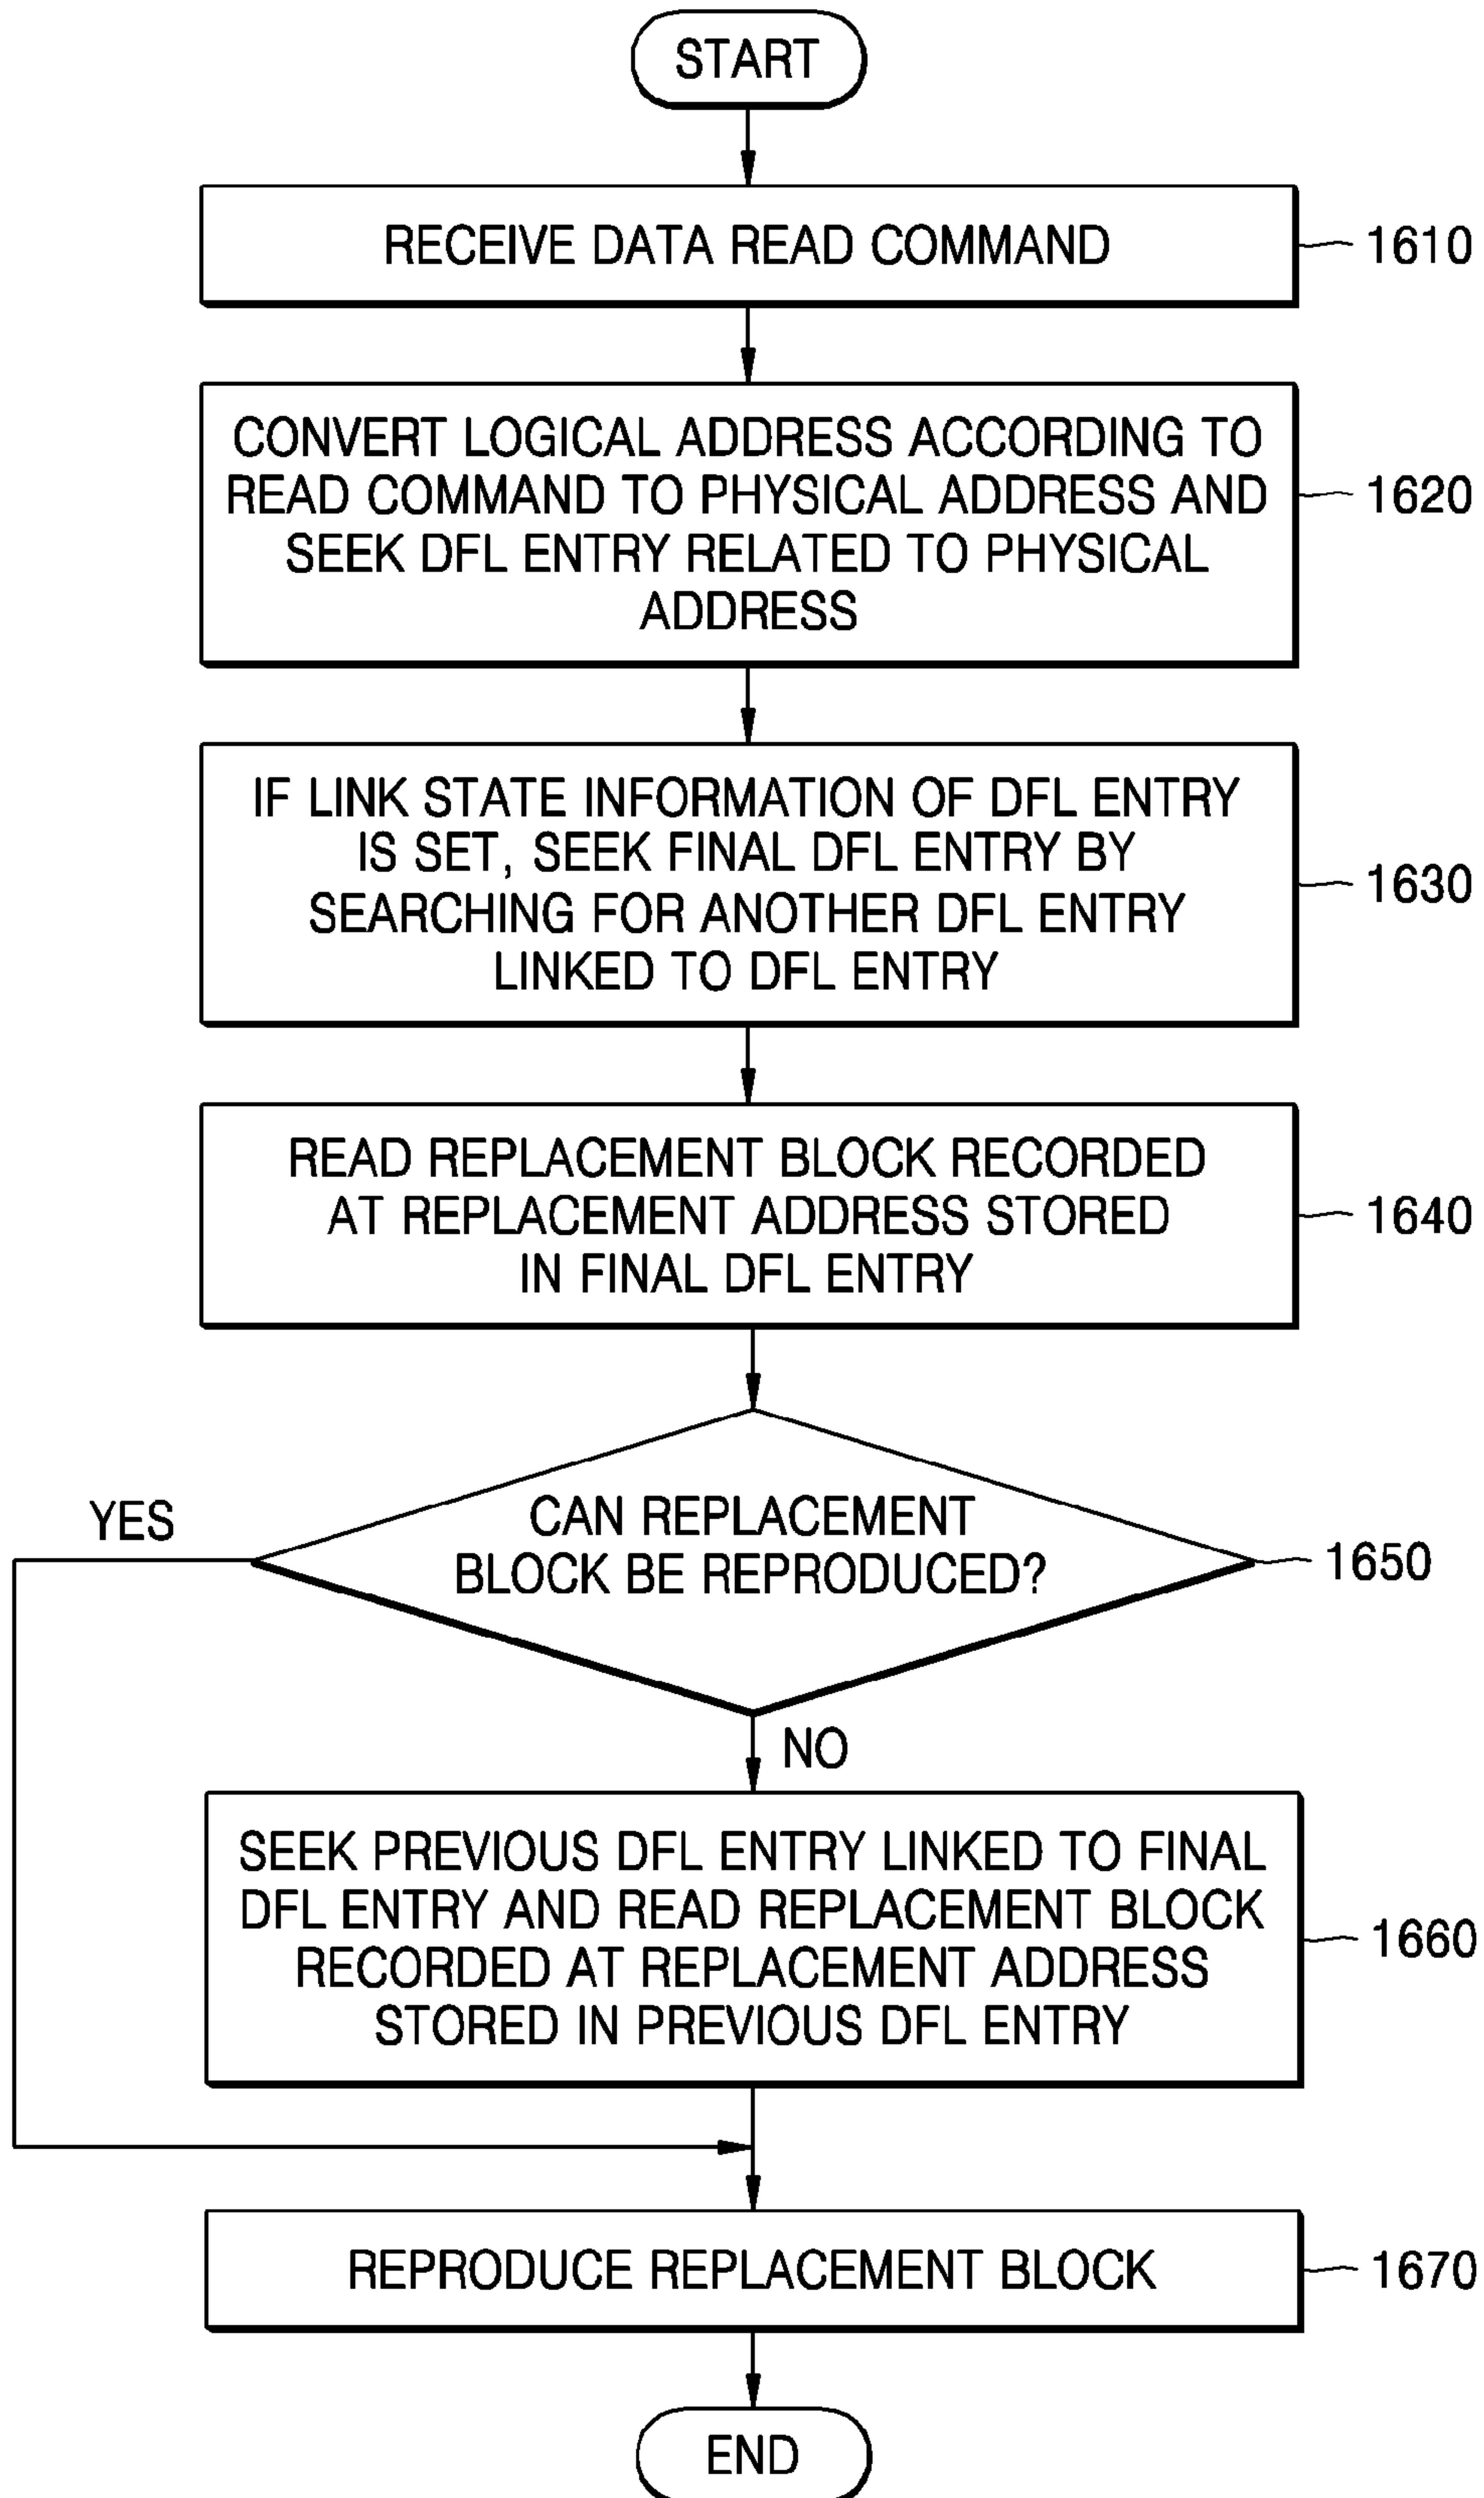 START
RECEIVE DATA READ COMMAND
1610
CONVERT LOGICAL ADDRESS ACCORDING TO
READ COMMAND TO PHYSICAL ADDRESS AND
SEEK DFL ENTRY RELATED TO PHYSICAL
ADDRESS
1620
IF LINK STATE INFORMATION OF DFL ENTRY
IS SET, SEEK FINAL DFL ENTRY BY
SEARCHING FOR ANOTHER DFL ENTRY
LINKED TO DFL ENTRY
1630
READ REPLACEMENT BLOCK RECORDED
AT REPLACEMENT ADDRESS STORED
IN FINAL DFL ENTRY
1640
YES
CAN REPLACEMENT
BLOCK BE REPRODUCED?
1650
NO
SEEK PREVIOUS DFL ENTRY LINKED TO FINAL
DFL ENTRY AND READ REPLACEMENT BLOCK
RECORDED AT REPLACEMENT ADDRESS
STORED IN PREVIOUS DFL ENTRY
1660
REPRODUCE REPLACEMENT BLOCK
1670
END